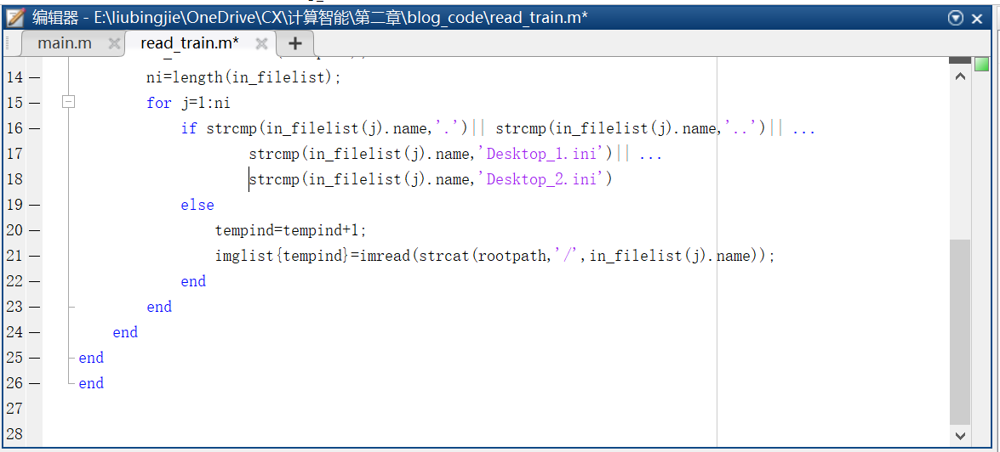 编辑器 - E:\liubingjie\OneDrive\CX\计算智能\第二章\blog_code\read_train.m*
main.m read_train.m* +
14 ni=length(in_filelist);
15 for j=1:ni
16 if strcmp(in_filelist(j).name,'.')|| strcmp(in_filelist(j).name,'..')|| ...
17 strcmp(in_filelist(j).name,'Desktop_1.ini')|| ...
18 strcmp(in_filelist(j).name,'Desktop_2.ini')
19 else
20 tempind=tempind+1;
21 imglist{tempind}=imread(strcat(rootpath,'/',in_filelist(j).name));
22 end
23 end
24 end
25 end
26 end
27
28